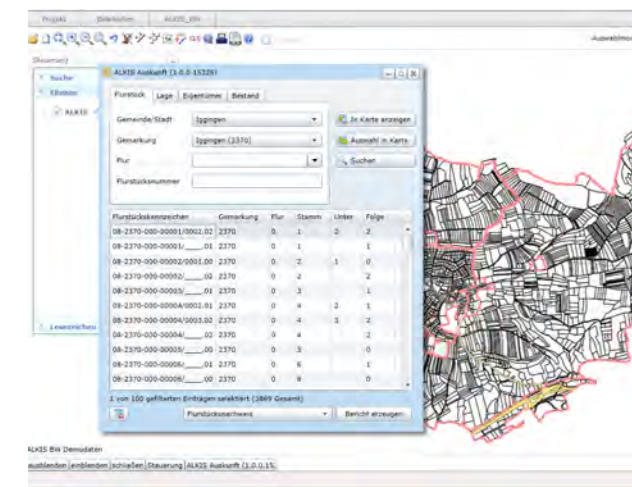 Projekt Datenquellen ALKIS_BW
Auswahlmod
Steuerung
Suche
Ebenen
ALKIS
Lesezeichen
ALKIS Auskunft (1.0.0-15225)
Flurstück Lage Eigentümer Bestand
Gemeinde/Stadt Iggingen In Karte anzeigen
Gemarkung Iggingen (2370) Auswahl in Karte
Flur Suchen
Flurstücksnummer
Flurstückskennzeichen Gemarkung Flur Stamm Unter Folge
08-2370-000-00001/0002.02 2370 0 1 2 2
08-2370-000-00001/____.01 2370 0 1 1
08-2370-000-00002/0001.00 2370 0 2 1 0
08-2370-000-00002/____.02 2370 0 2 2
08-2370-000-00003/____.01 2370 0 3 1
08-2370-000-00004/0002.01 2370 0 4 2 1
08-2370-000-00004/0003.02 2370 0 4 3 2
08-2370-000-00004/____.02 2370 0 4 2
08-2370-000-00005/____.00 2370 0 5 0
08-2370-000-00006/____.01 2370 0 6 1
08-2370-000-00008/____.00 2370 0 8 0
1 von 100 gefilterten Einträgen selektiert (3869 Gesamt)
Flurstücksnachweis Bericht erzeugen
ALKIS BW Demodaten
ausblenden einblenden schließen Steuerung ALKIS Auskunft (1.0.0.15